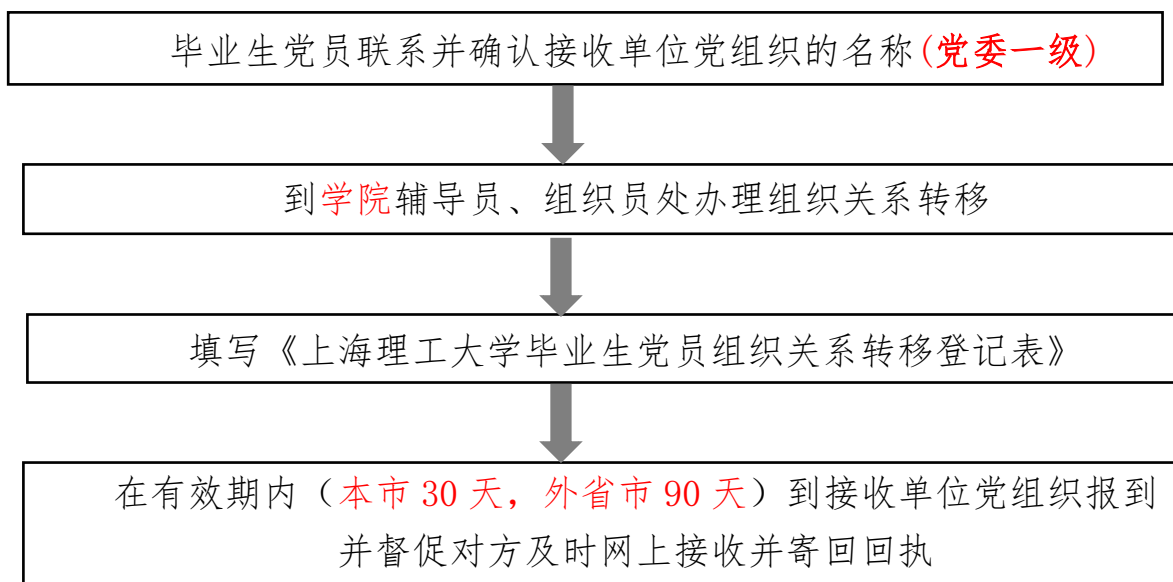 毕业生党员联系并确认接收单位党组织的名称(党委一级)
到学院辅导员、组织员处办理组织关系转移
填写《上海理工大学毕业生党员组织关系转移登记表》
在有效期内（本市 30 天，外省市 90 天）到接收单位党组织报到
并督促对方及时网上接收并寄回回执